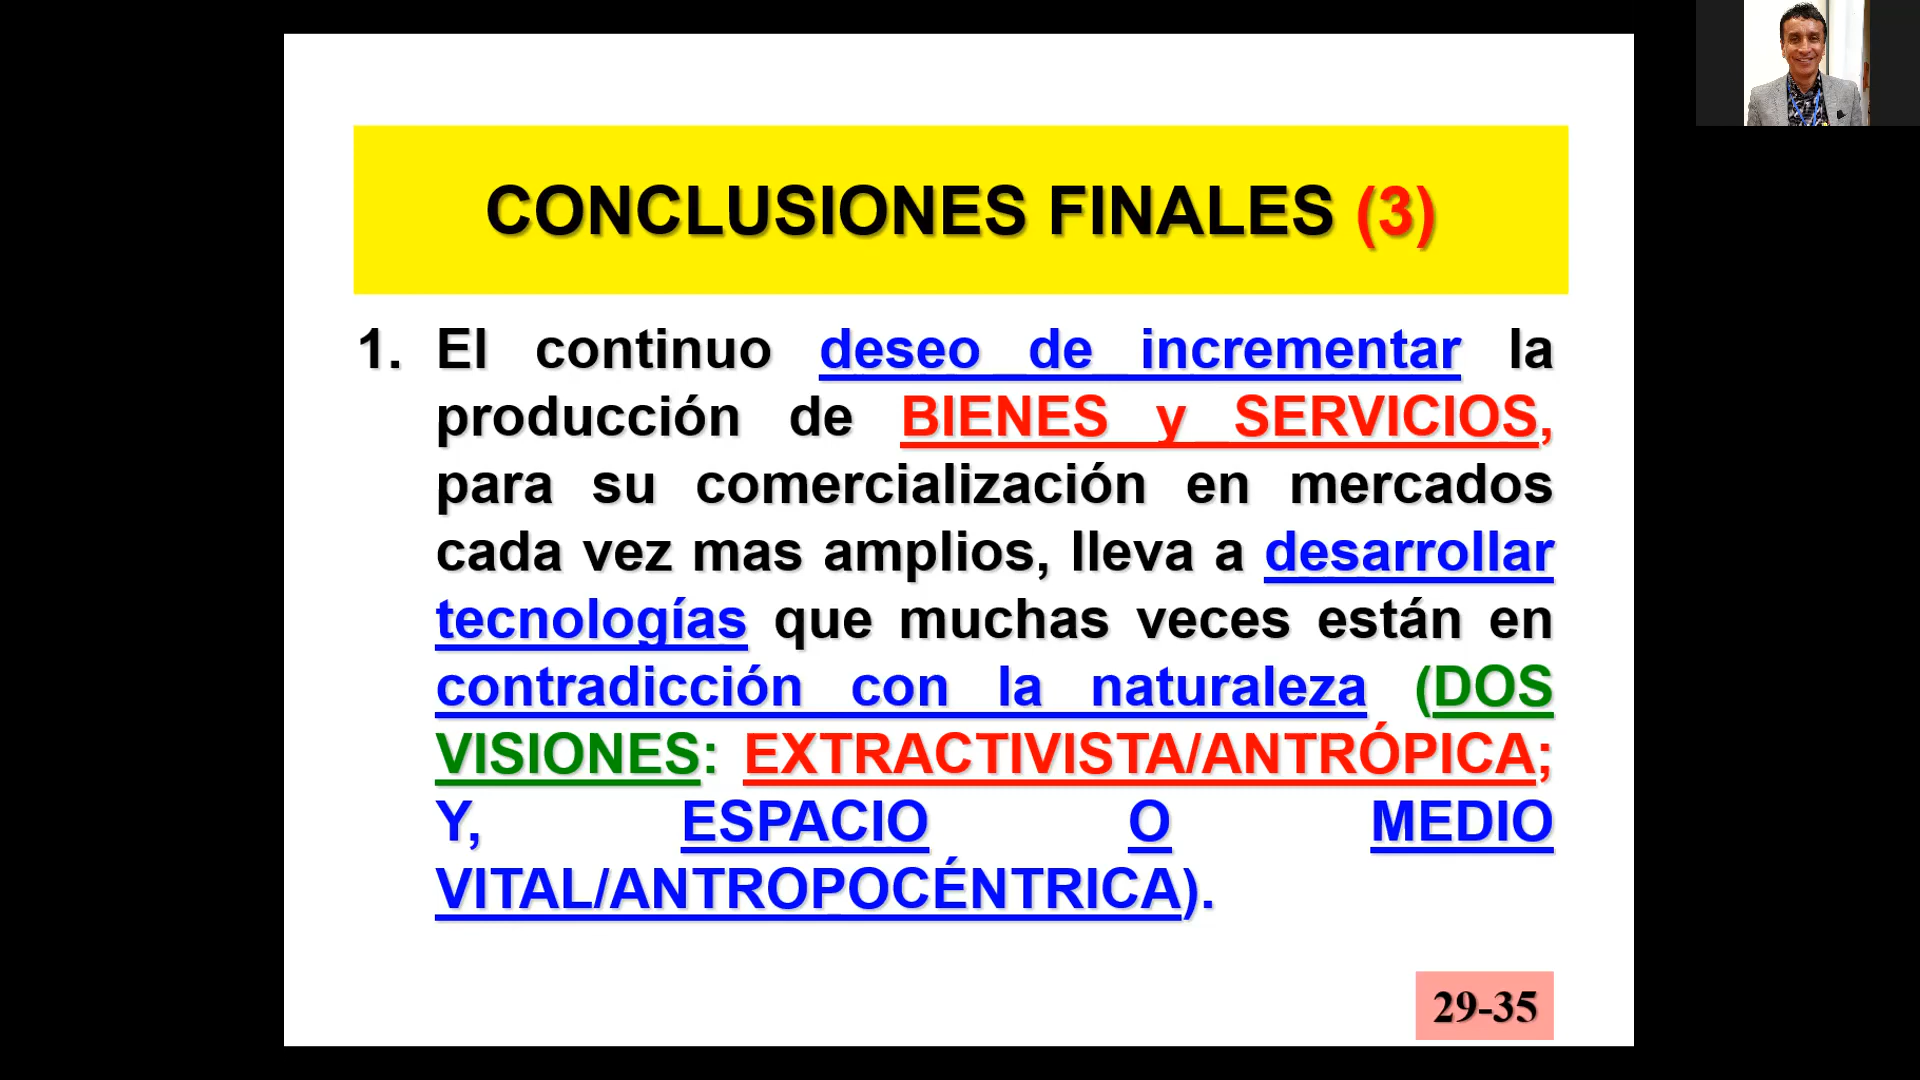 CONCLUSIONES FINALES (3)
1. El continuo deseo de incrementar la
producción de BIENES y SERVICIOS,
para su comercialización en mercados
cada vez mas amplios, lleva a desarrollar
tecnologías que muchas veces están en
contradicción con la naturaleza (DOS
VISIONES: EXTRACTIVISTA/ANTRÓPICA;
Y, ESPACIO O MEDIO
VITAL/ANTROPOCÉNTRICA).
29-35